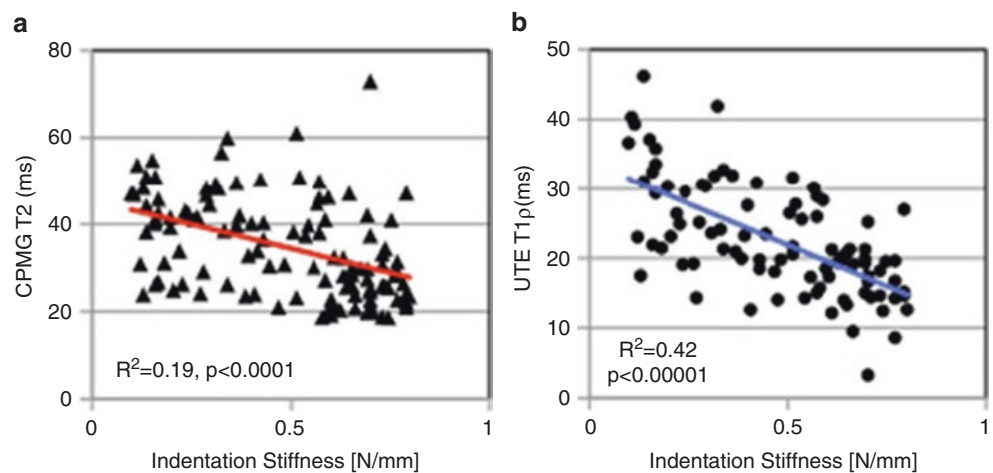 a
80
60
40
20
0
CPMG T2 (ms)
R²=0.19, p<0.0001
0
0.5
1
Indentation Stiffness [N/mm]
b
50
40
30
20
10
0
UTE T1ρ(ms)
R²=0.42
p<0.00001
0
0.5
1
Indentation Stiffness [N/mm]